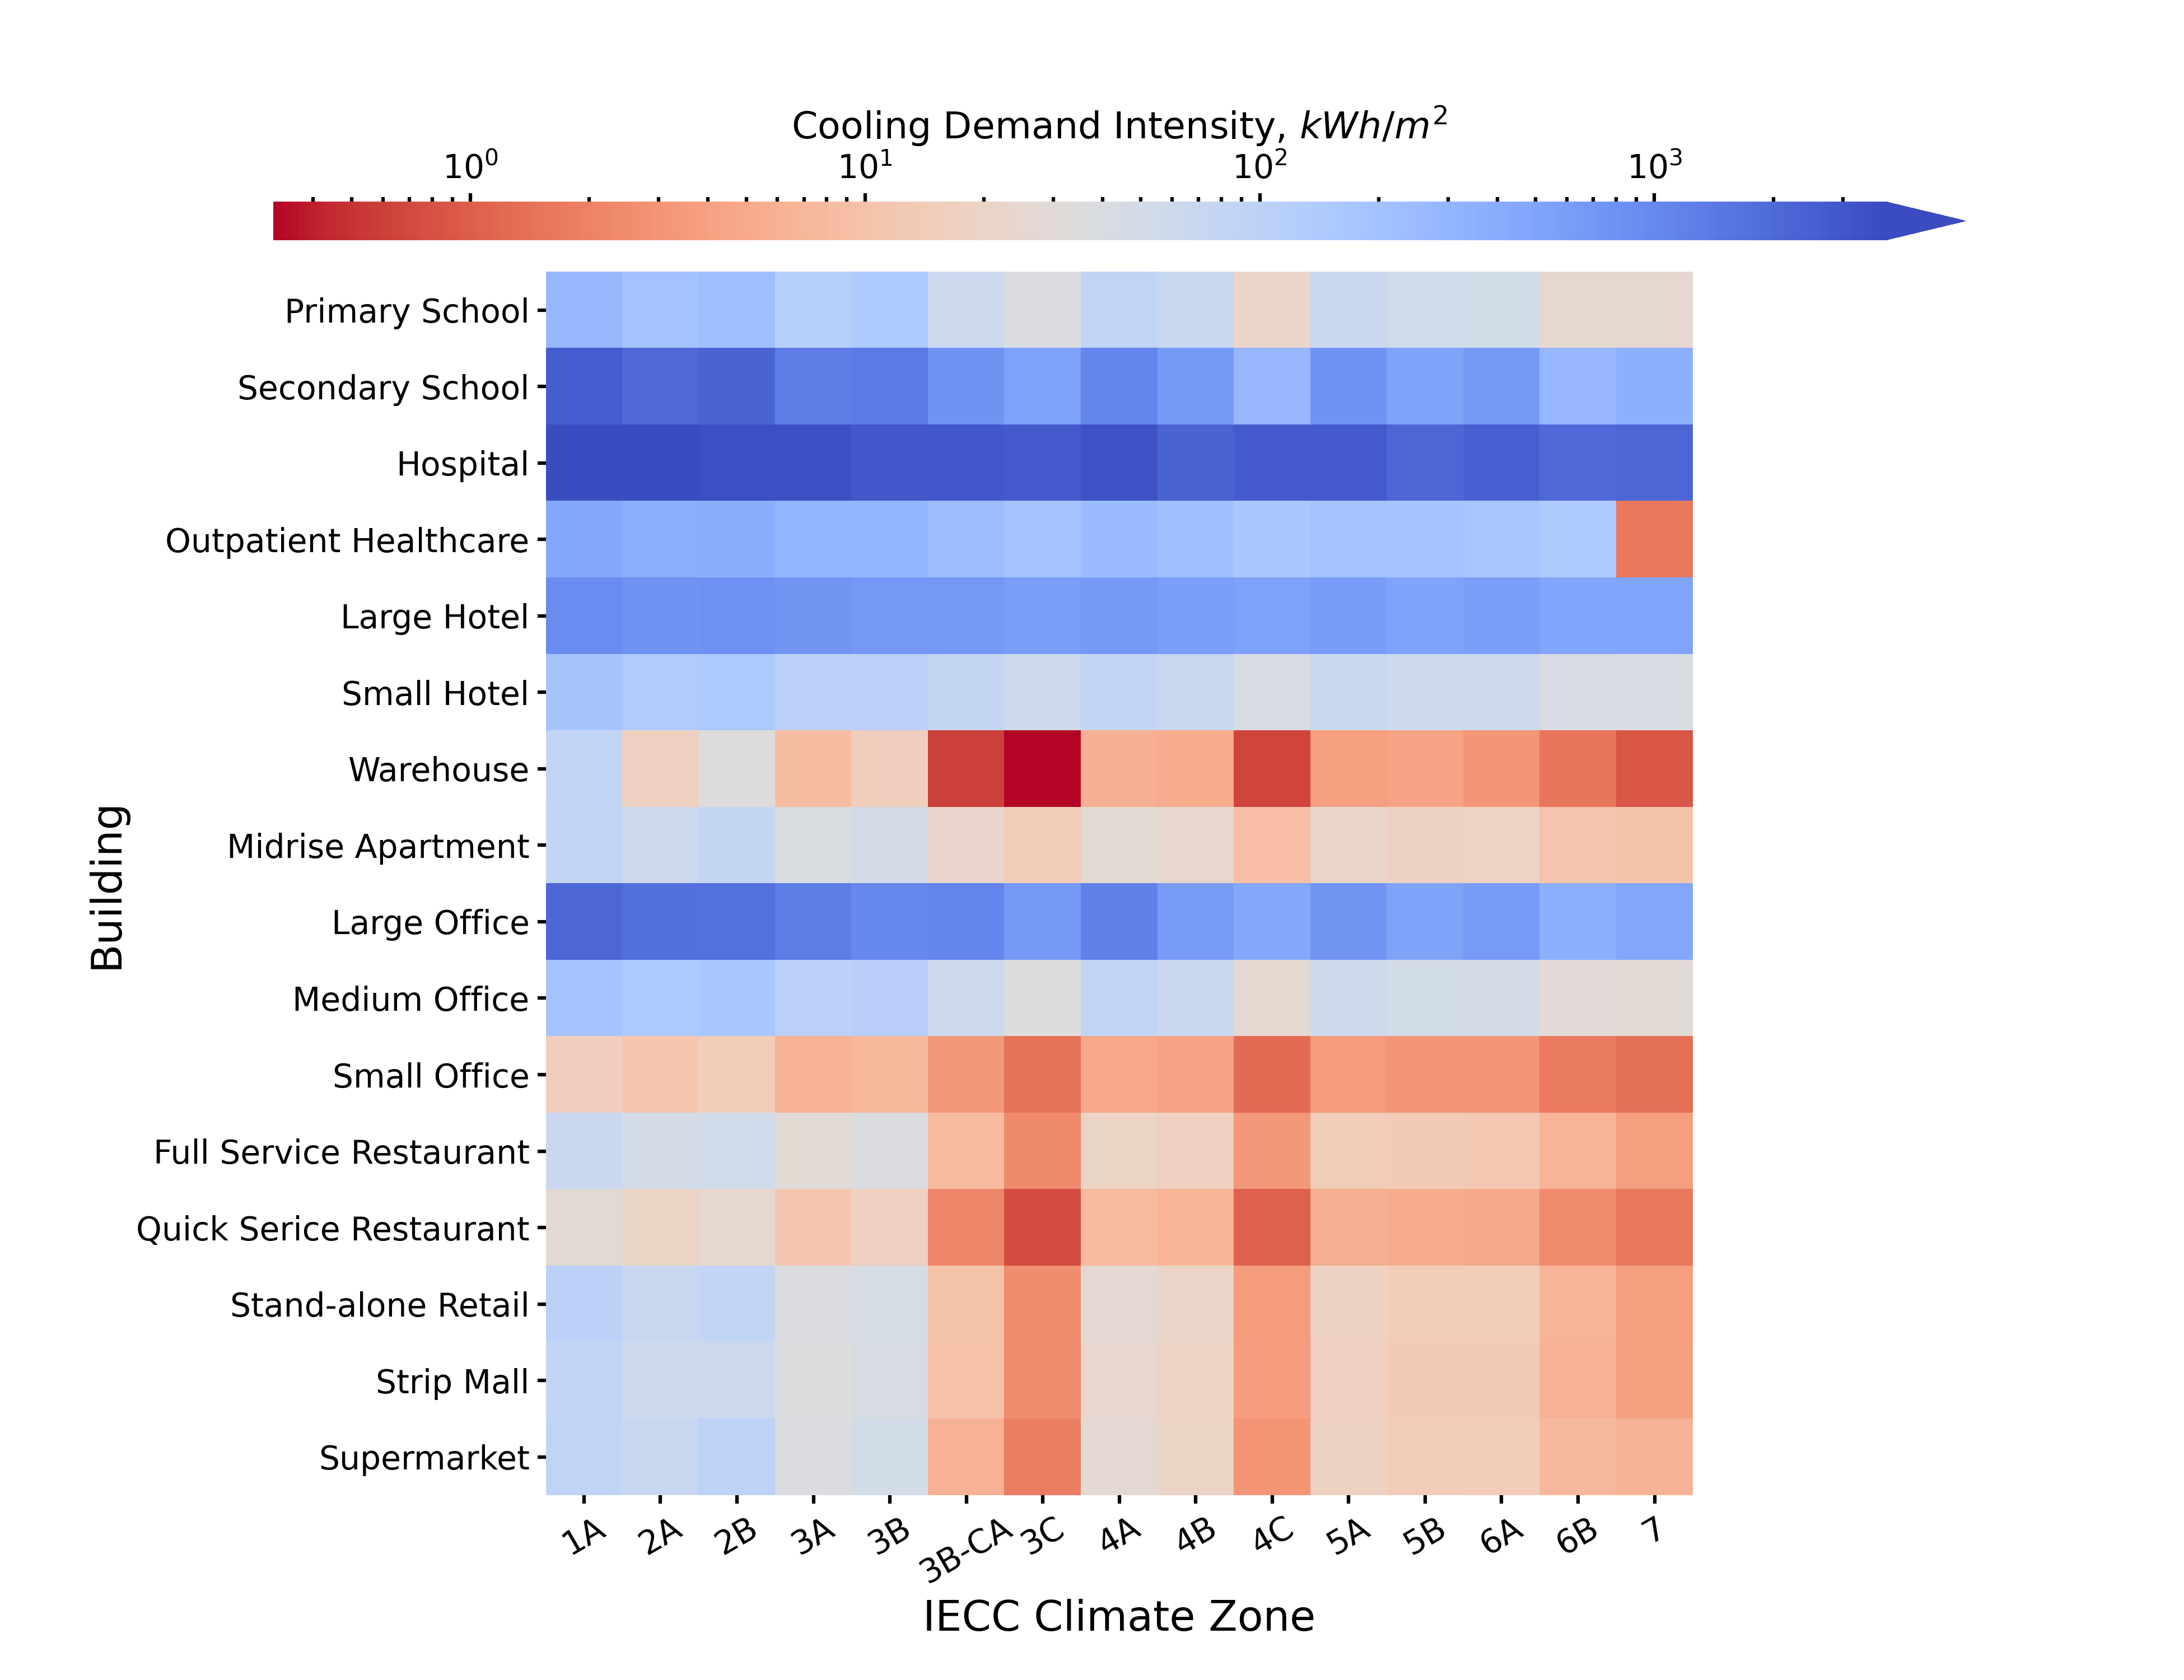 Cooling Demand Intensity, kWh/m²
10⁰ 10¹ 10² 10³
Primary School
Secondary School
Hospital
Outpatient Healthcare
Large Hotel
Small Hotel
Warehouse
Midrise Apartment
Large Office
Medium Office
Small Office
Full Service Restaurant
Quick Serice Restaurant
Stand-alone Retail
Strip Mall
Supermarket
Building
1A 2A 2B 3A 3B 3B-CA 3C 4A 4B 4C 5A 5B 6A 6B 7
IECC Climate Zone